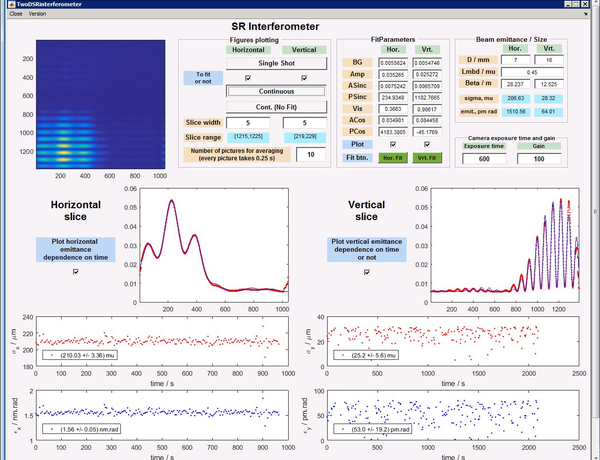 TwoDSRinterferometer
Close Version
SR Interferometer
Figures plotting
Horizontal Vertical
Single Shot
To fit or not
Continuous
Cont. (No Fit)
Slice width 5 5
Slice range [1215,1225] [219,229]
Number of pictures for averaging
(every picture takes 0.25 s)
10
FitParameters
Hor. Vrt.
BG 0.0055624 0.0054746
Amp 0.035265 0.025272
ASinc 0.0075242 0.0065709
PSinc 234.9349 1182.7665
Vis 0.3663 0.90617
ACos 0.034901 0.084458
PCos 4183.3805 -45.1769
Plot
Fit btn. Hor. Fit Vrt. Fit
Beam emittance / Size
Hor. Vrt.
D / mm 7 16
Lmbd / mu 0.45
Beta / m 28.237 12.525
sigma, mu 206.63 28.32
emit., pm rad 1510.56 64.01
Camera exposure time and gain
Exposure time Gain
600 100
200
400
600
800
1000
1200
200 400 600 800 1000
Horizontal
slice
Plot horizontal
emittance
dependence on time
0.06
0.05
0.04
0.03
0.02
0.01
0
200 400 600 800 1000
Vertical
slice
Plot vertical emittance
dependence on time
or not
0.06
0.05
0.04
0.03
0.02
0.01
0
200 400 600 800 1000 1200
240
220
200
180
σx / μm
(210.03 +/- 3.36) mu
0 100 200 300 400 500 600 700 800 900 1000
time / s
40
20
0
σy / μm
(25.2 +/- 5.6) mu
0 500 1000 1500 2000 2500
time / s
2
1.5
1
εx / nm.rad
(1.56 +/- 0.05) nm.rad
0 100 200 300 400 500 600 700 800 900 1000
time / s
100
50
0
εy / pm.rad
(53.0 +/- 19.2) pm.rad
0 500 1000 1500 2000 2500
time / s